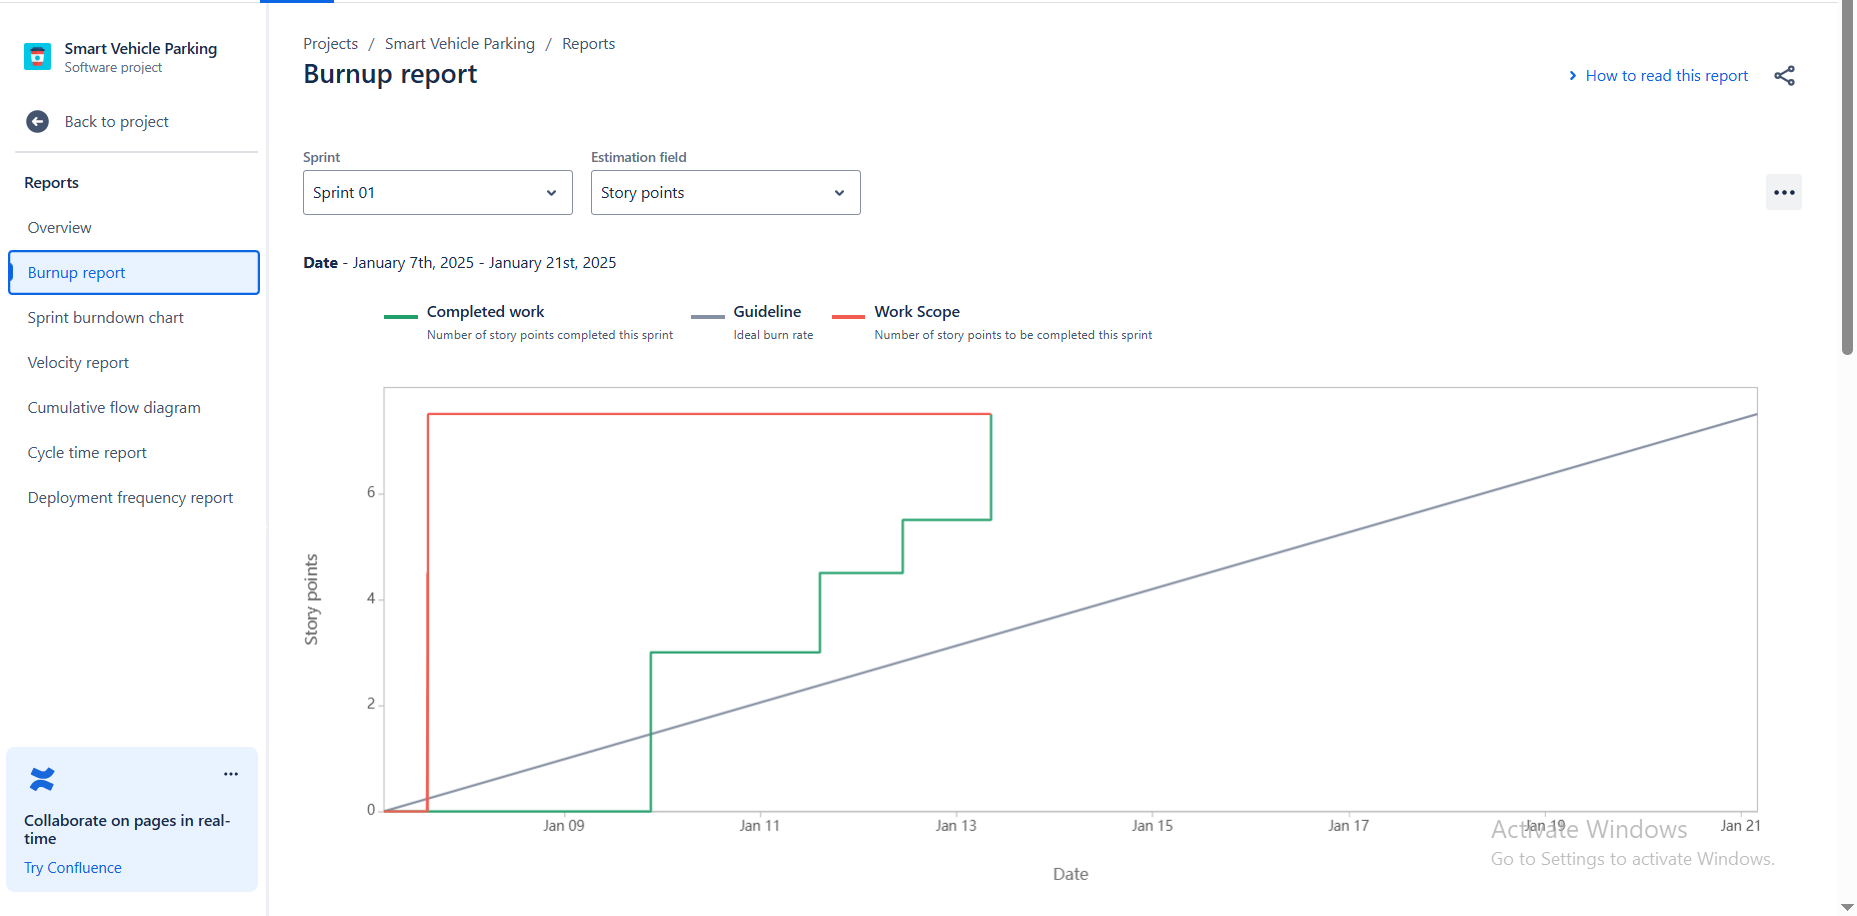 Smart Vehicle Parking
Software project
Back to project
Reports
Overview
Burnup report
Sprint burndown chart
Velocity report
Cumulative flow diagram
Cycle time report
Deployment frequency report
Collaborate on pages in real-
time
Try Confluence
Projects / Smart Vehicle Parking / Reports
Burnup report
How to read this report
Sprint
Estimation field
Sprint 01
Story points
Date - January 7th, 2025 - January 21st, 2025
Completed work
Number of story points completed this sprint
Guideline
Ideal burn rate
Work Scope
Number of story points to be completed this sprint
Story points
6
4
2
0
Jan 09
Jan 11
Jan 13
Jan 15
Jan 17
Jan 19
Jan 21
Date
Activate Windows
Go to Settings to activate Windows.